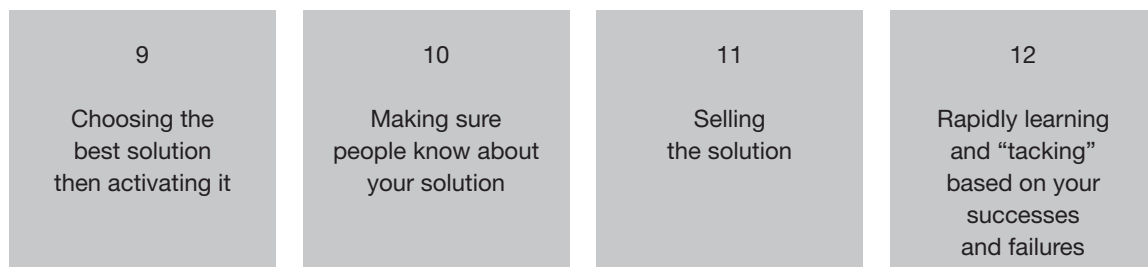 9
Choosing the
best solution
then activating it
10
Making sure
people know about
your solution
11
Selling
the solution
12
Rapidly learning
and “tacking”
based on your
successes
and failures